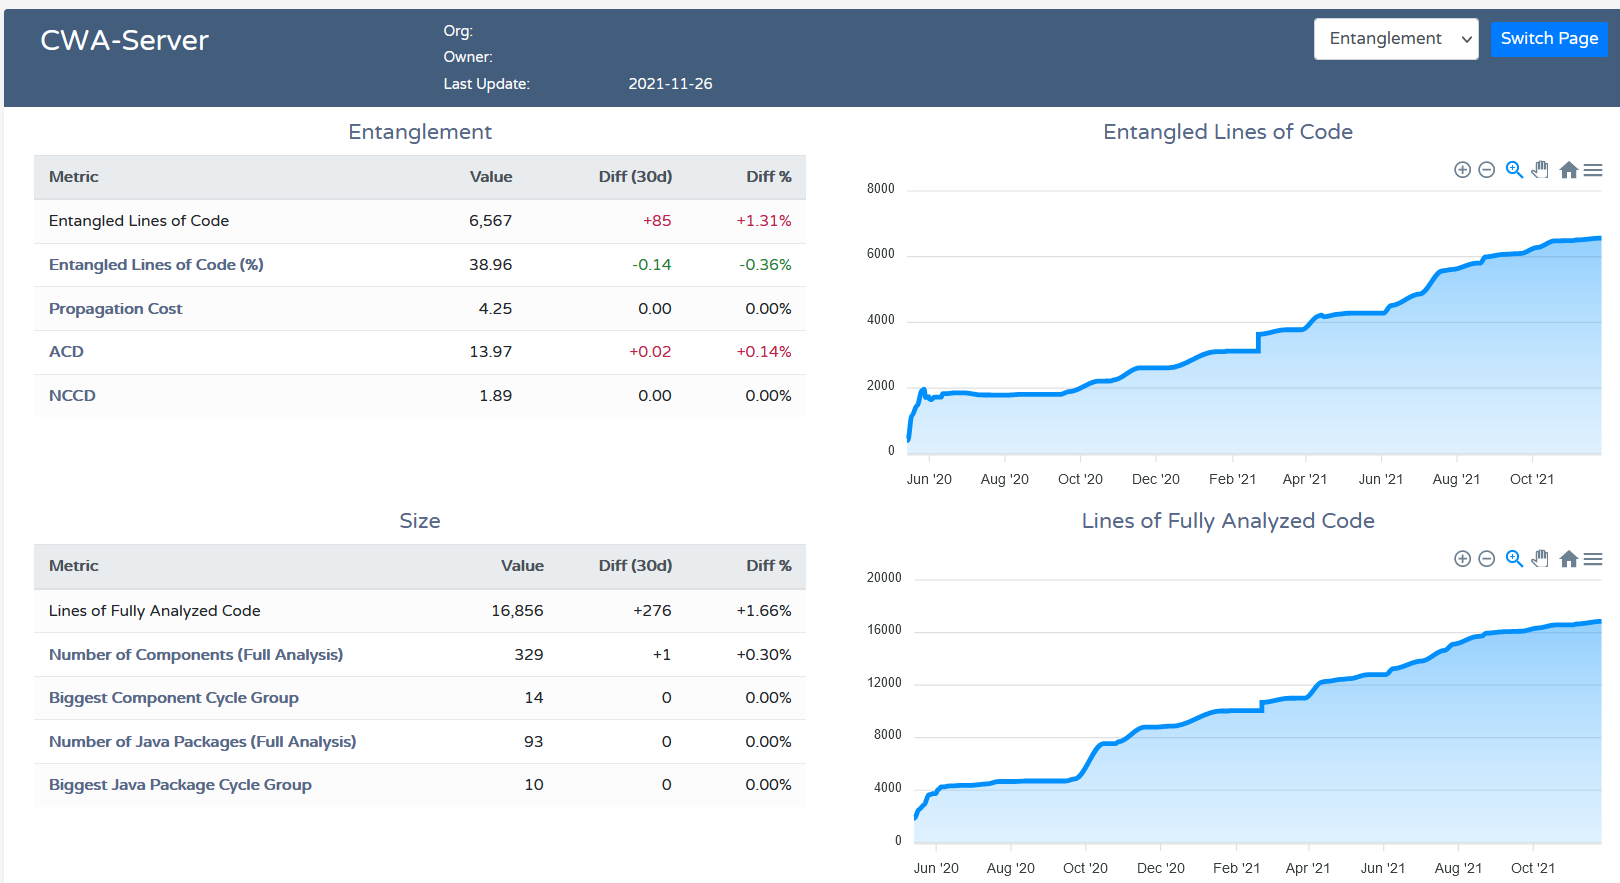 CWA-Server
Org:
Owner:
Last Update: 2021-11-26
Entanglement
Switch Page
Entanglement
Metric Value Diff (30d) Diff %
Entangled Lines of Code 6,567 +85 +1.31%
Entangled Lines of Code (%) 38.96 -0.14 -0.36%
Propagation Cost 4.25 0.00 0.00%
ACD 13.97 +0.02 +0.14%
NCCD 1.89 0.00 0.00%
Entangled Lines of Code
8000
6000
4000
2000
0
Jun '20 Aug '20 Oct '20 Dec '20 Feb '21 Apr '21 Jun '21 Aug '21 Oct '21
Size
Metric Value Diff (30d) Diff %
Lines of Fully Analyzed Code 16,856 +276 +1.66%
Number of Components (Full Analysis) 329 +1 +0.30%
Biggest Component Cycle Group 14 0 0.00%
Number of Java Packages (Full Analysis) 93 0 0.00%
Biggest Java Package Cycle Group 10 0 0.00%
Lines of Fully Analyzed Code
20000
16000
12000
8000
4000
0
Jun '20 Aug '20 Oct '20 Dec '20 Feb '21 Apr '21 Jun '21 Aug '21 Oct '21